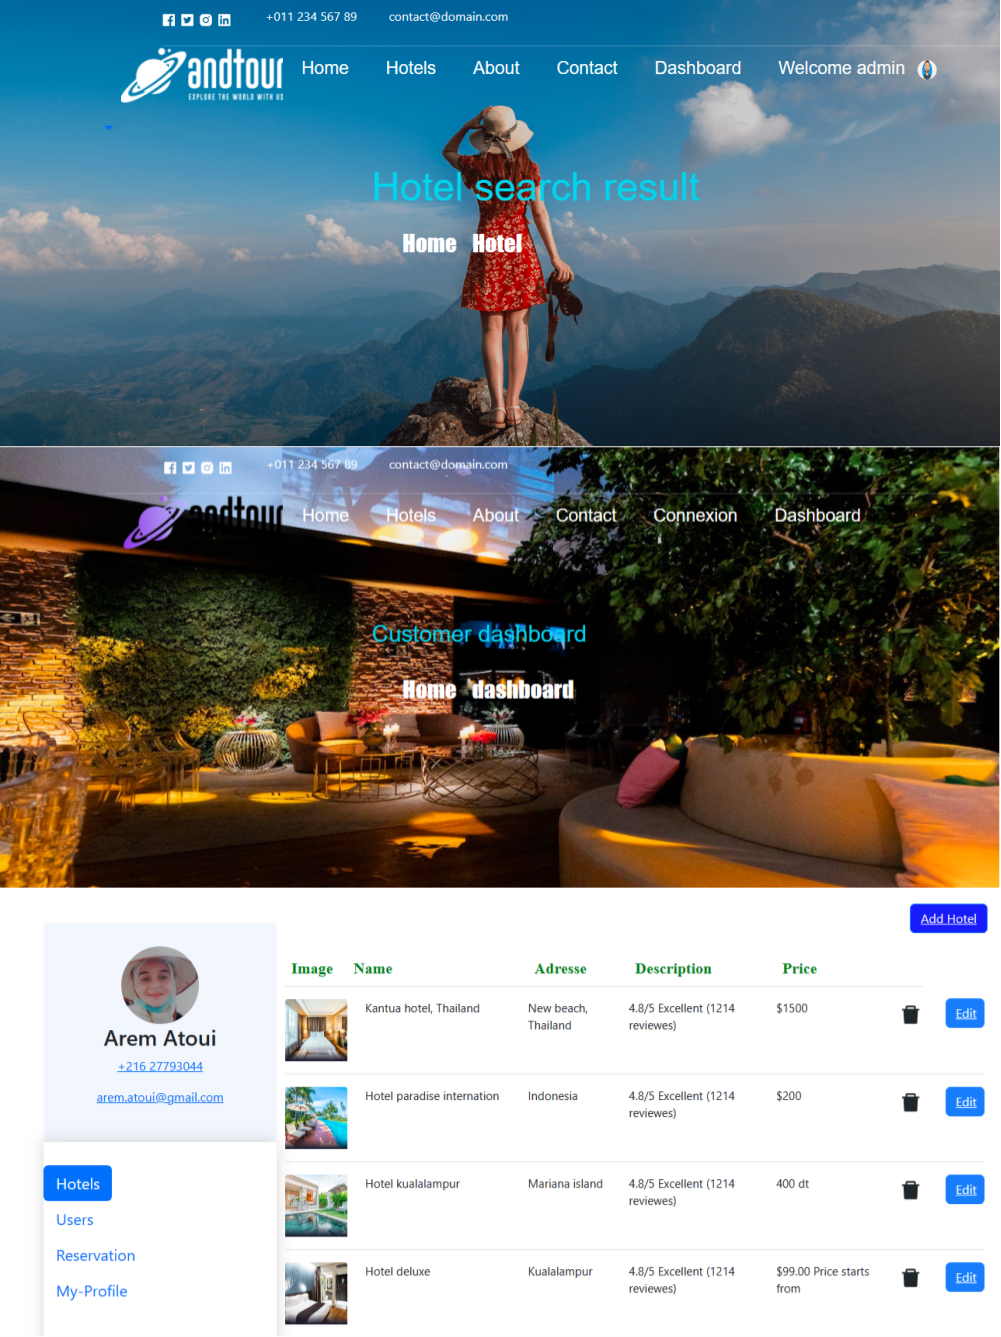 +011 234 567 89 contact@domain.com
andtour
EXPLORE THE WORLD WITH US
Home Hotels About Contact Dashboard Welcome admin
Hotel search result
Home Hotel
+011 234 567 89 contact@domain.com
andtour
Home Hotels About Contact Connexion Dashboard
Customer dashboard
Home dashboard
Add Hotel
Arem Atoui
+216 27793044
arem.atoui@gmail.com
Hotels
Users
Reservation
My-Profile
Image Name Adresse Description Price
Kantua hotel, Thailand New beach, Thailand 4.8/5 Excellent (1214 reviewes) $1500 Edit
Hotel paradise internation Indonesia 4.8/5 Excellent (1214 reviewes) $200 Edit
Hotel kualalampur Mariana island 4.8/5 Excellent (1214 reviewes) 400 dt Edit
Hotel deluxe Kualalampur 4.8/5 Excellent (1214 reviewes) $99.00 Price starts from Edit